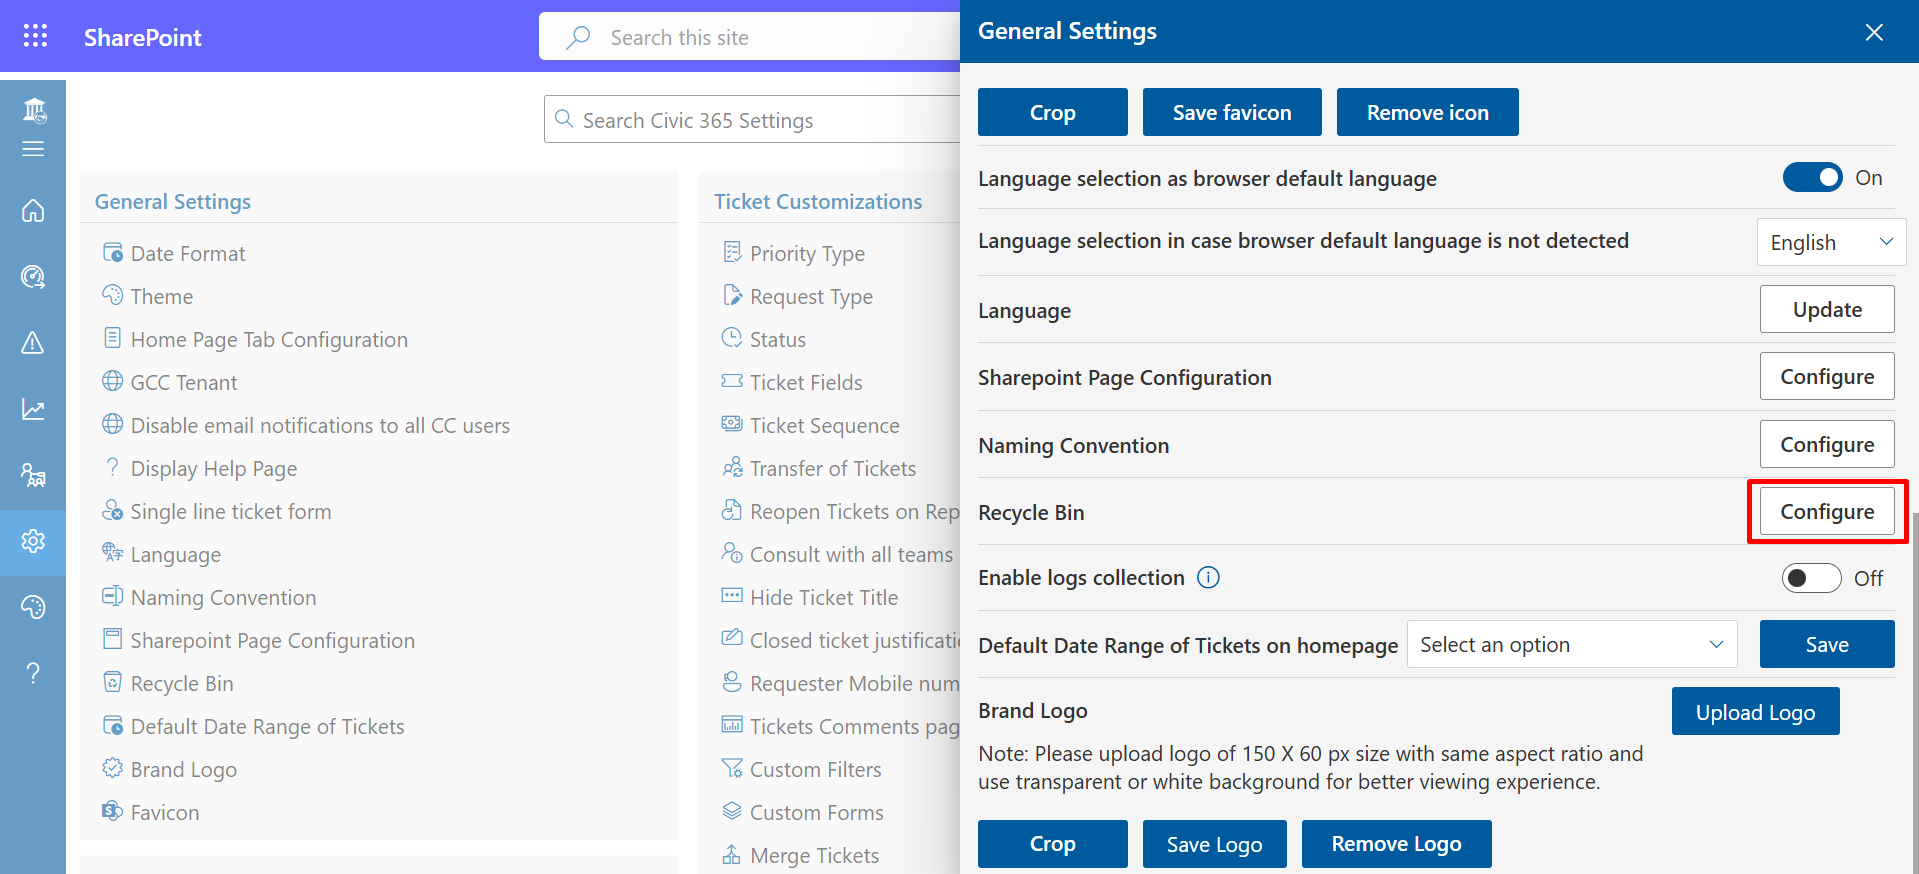 SharePoint
Search this site
Search Civic 365 Settings
General Settings
Date Format
Theme
Home Page Tab Configuration
GCC Tenant
Disable email notifications to all CC users
Display Help Page
Single line ticket form
Language
Naming Convention
Sharepoint Page Configuration
Recycle Bin
Default Date Range of Tickets
Brand Logo
Favicon
Ticket Customizations
Priority Type
Request Type
Status
Ticket Fields
Ticket Sequence
Transfer of Tickets
Reopen Tickets on Rep
Consult with all teams
Hide Ticket Title
Closed ticket justificati
Requester Mobile num
Tickets Comments pag
Custom Filters
Custom Forms
Merge Tickets
General Settings
Crop Save favicon Remove icon
Language selection as browser default language On
Language selection in case browser default language is not detected English
Language Update
Sharepoint Page Configuration Configure
Naming Convention Configure
Recycle Bin Configure
Enable logs collection Off
Default Date Range of Tickets on homepage Select an option Save
Brand Logo Upload Logo
Note: Please upload logo of 150 X 60 px size with same aspect ratio and
use transparent or white background for better viewing experience.
Crop Save Logo Remove Logo